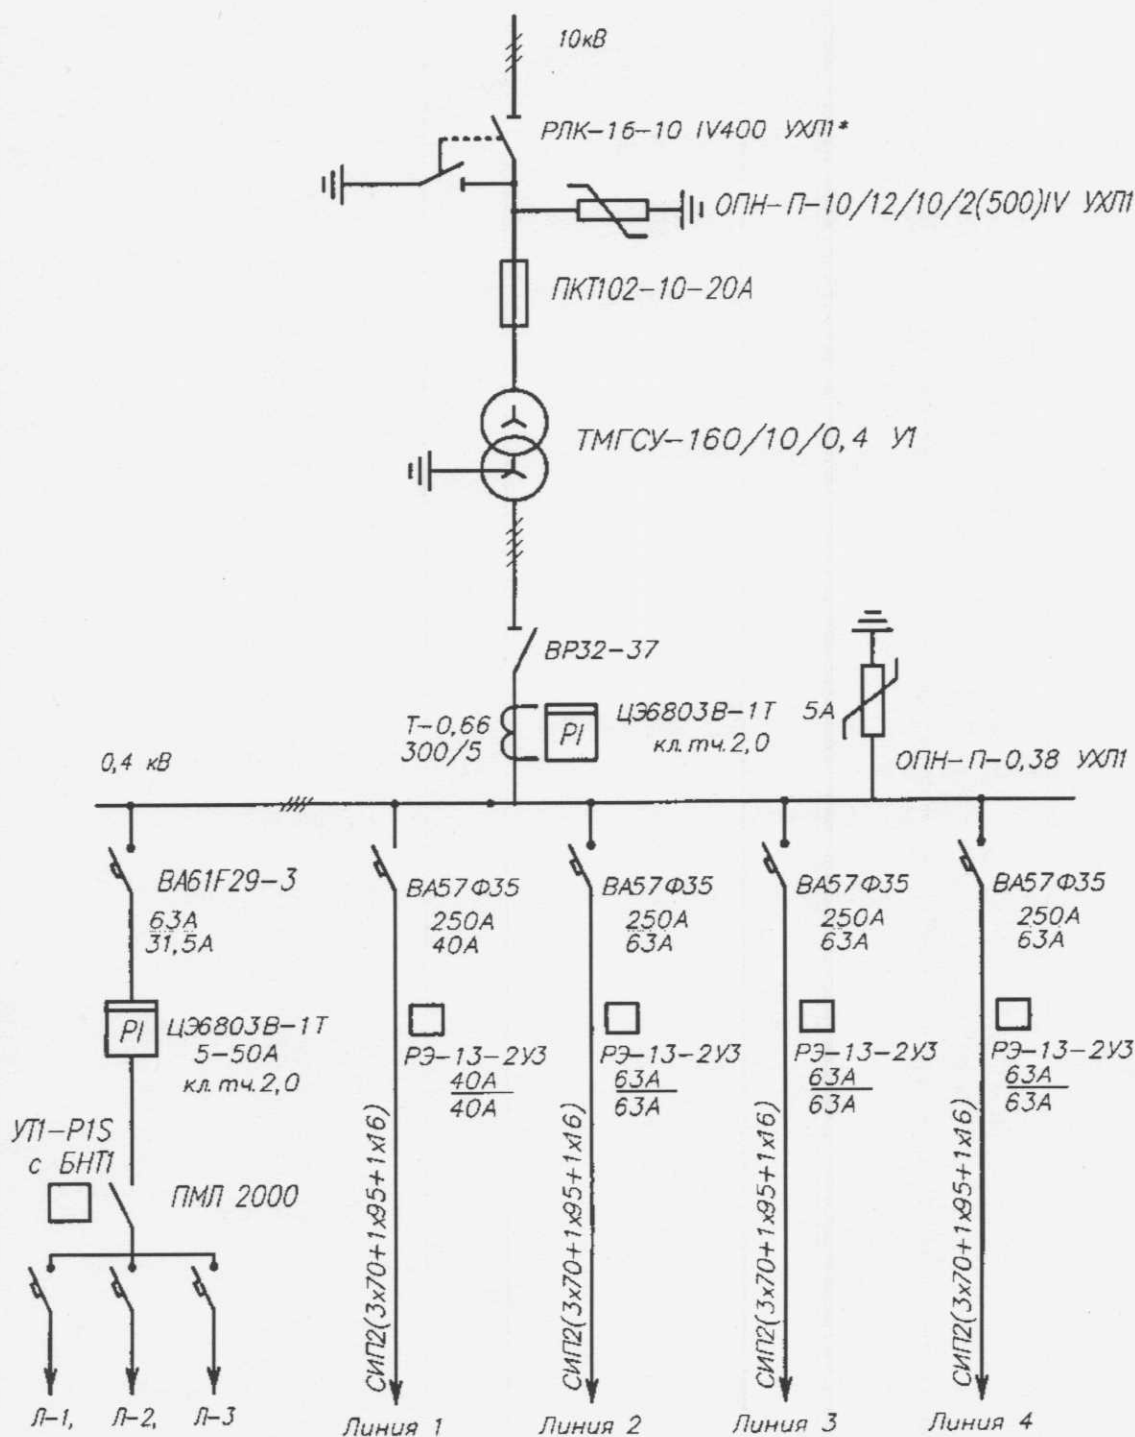 10кВ
РЛК-16-10 IV400 УХЛ1*
ОПН-П-10/12/10/2(500)IV УХЛ1
ПКТ102-10-20А
ТМГСУ-160/10/0,4 У1
ВР32-37
Т-0,66
300/5
PI
ЦЭ6803В-1Т 5А
кл.тч.2,0
0,4 кВ
ОПН-П-0,38 УХЛ1
ВА61F29-3
63А
31,5А
ВА57Ф35
250А
40А
ВА57Ф35
250А
63А
ВА57Ф35
250А
63А
ВА57Ф35
250А
63А
PI
ЦЭ6803В-1Т
5-50А
кл.тч.2,0
РЭ-13-2У3
40А
40А
РЭ-13-2У3
63А
63А
РЭ-13-2У3
63А
63А
РЭ-13-2У3
63А
63А
УТ1-P1S
с БНТ1
ПМЛ 2000
СИП2(3х70+1х95+1х16)
СИП2(3х70+1х95+1х16)
СИП2(3х70+1х95+1х16)
СИП2(3х70+1х95+1х16)
Л-1, Л-2, Л-3
Линия 1
Линия 2
Линия 3
Линия 4